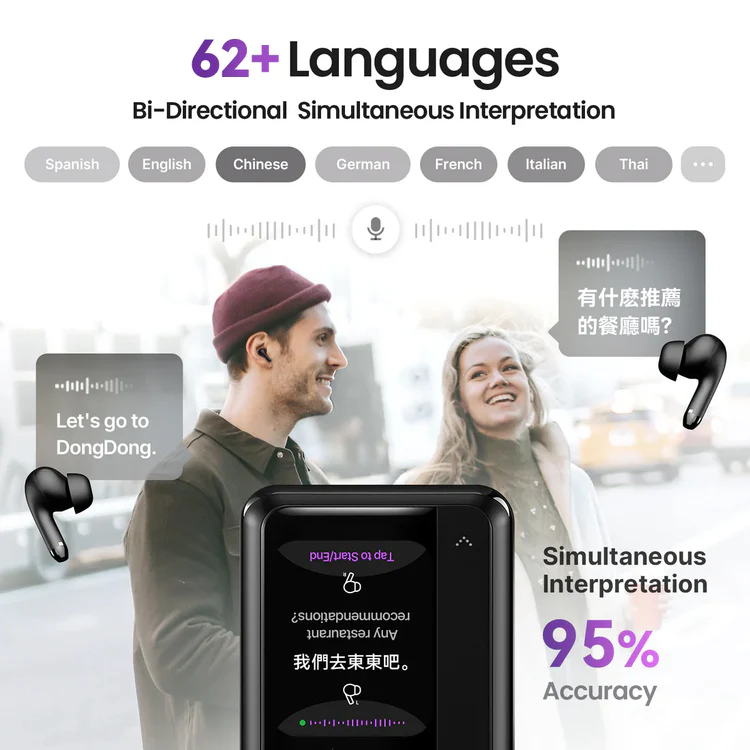 62+ Languages
Bi-Directional Simultaneous Interpretation
Spanish
English
Chinese
German
French
Italian
Thai
有什麼推薦
的餐廳嗎?
Let's go to
DongDong.
Tap to Start/End
R
Any restaurant
recommendations?
我們去東東吧。
L
Simultaneous
Interpretation
95%
Accuracy